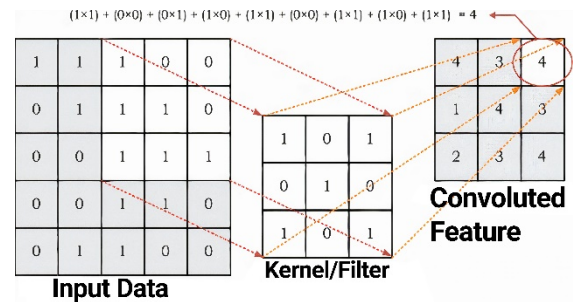 (1×1) + (0×0) + (0×1) + (1×0) + (1×1) + (0×0) + (1×1) + (1×0) + (1×1) = 4
1 1 1 0 0
0 1 1 1 0
0 0 1 1 1
0 0 1 1 0
0 1 1 0 0
Input Data
1 0 1
0 1 0
1 0 1
Kernel/Filter
4 3 4
1 4 3
2 3 4
Convoluted
Feature